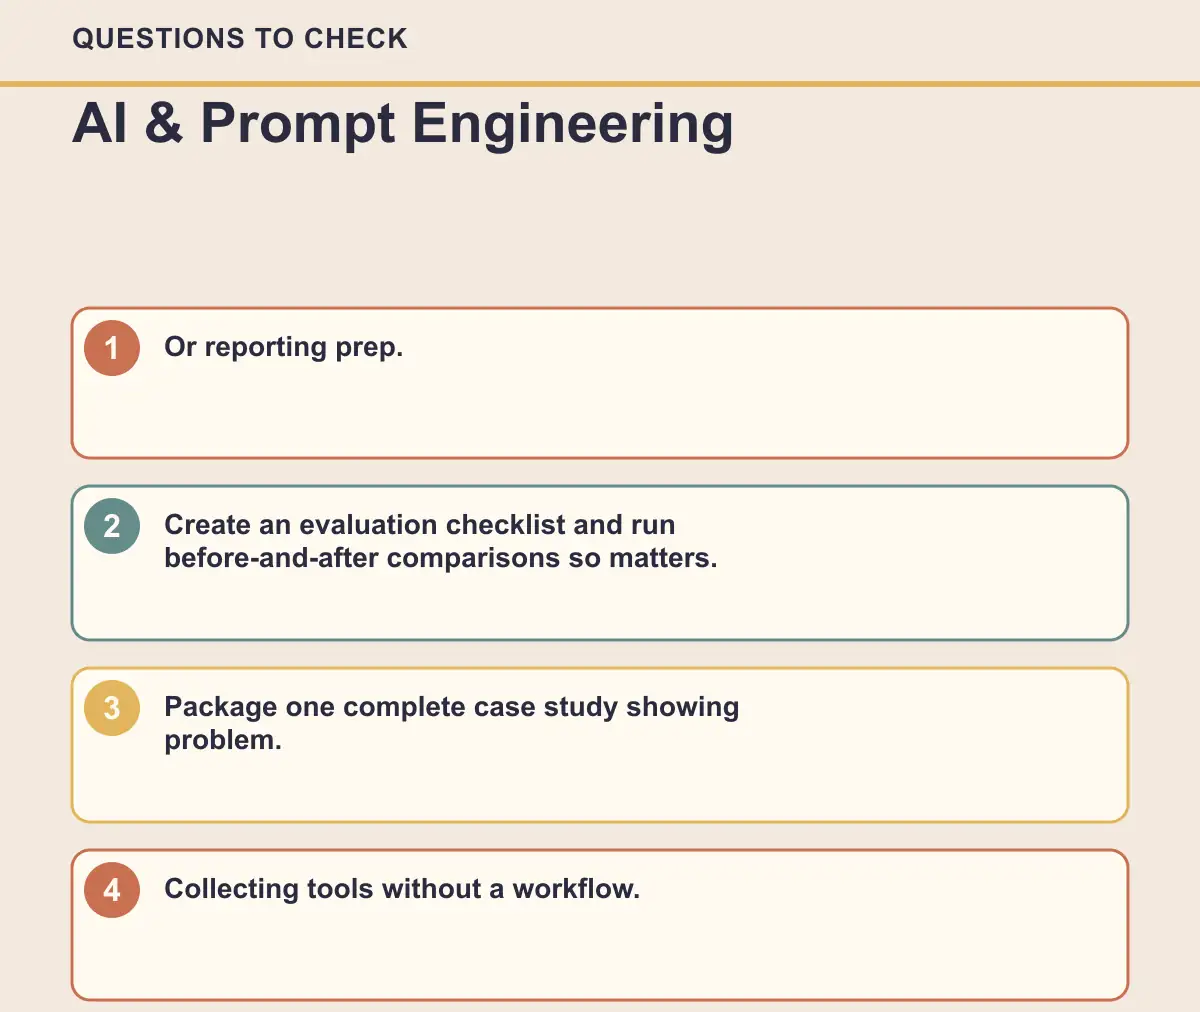 QUESTIONS TO CHECK
AI & Prompt Engineering
1 Or reporting prep.
2 Create an evaluation checklist and run
before-and-after comparisons so matters.
3 Package one complete case study showing
problem.
4 Collecting tools without a workflow.